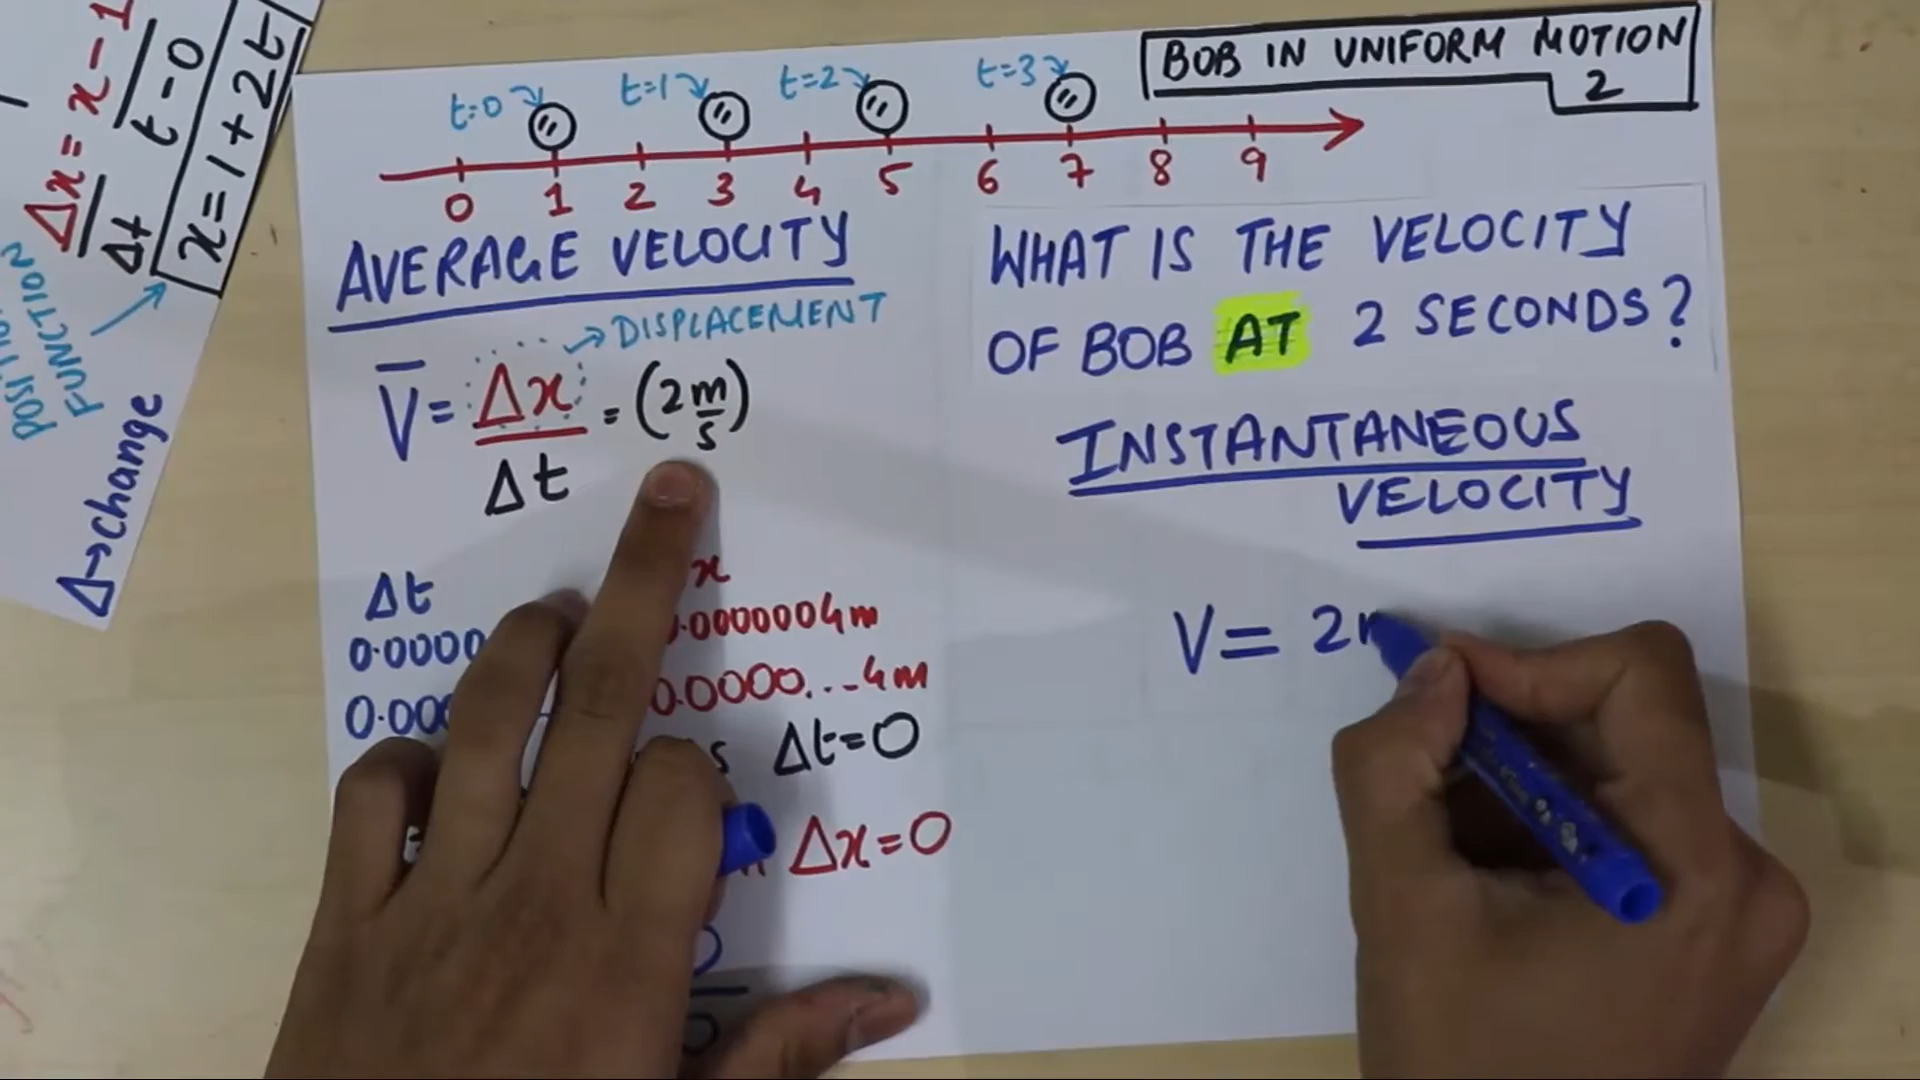 Δx = x - 1
Δt t - 0
x = 1 + 2t
FUNCTION
Δ→change
BOB IN UNIFORM MOTION
2
t=0 t=1 t=2 t=3
0 1 2 3 4 5 6 7 8 9
AVERAGE VELOCITY
DISPLACEMENT
V̅ = Δx = (2 m/s)
Δt
Δt x
0.0000 .0000004m
0.000 0.0000...4m
s Δt=0
Δx=0
0
0
WHAT IS THE VELOCITY
OF BOB AT 2 SECONDS?
INSTANTANEOUS
VELOCITY
V = 2